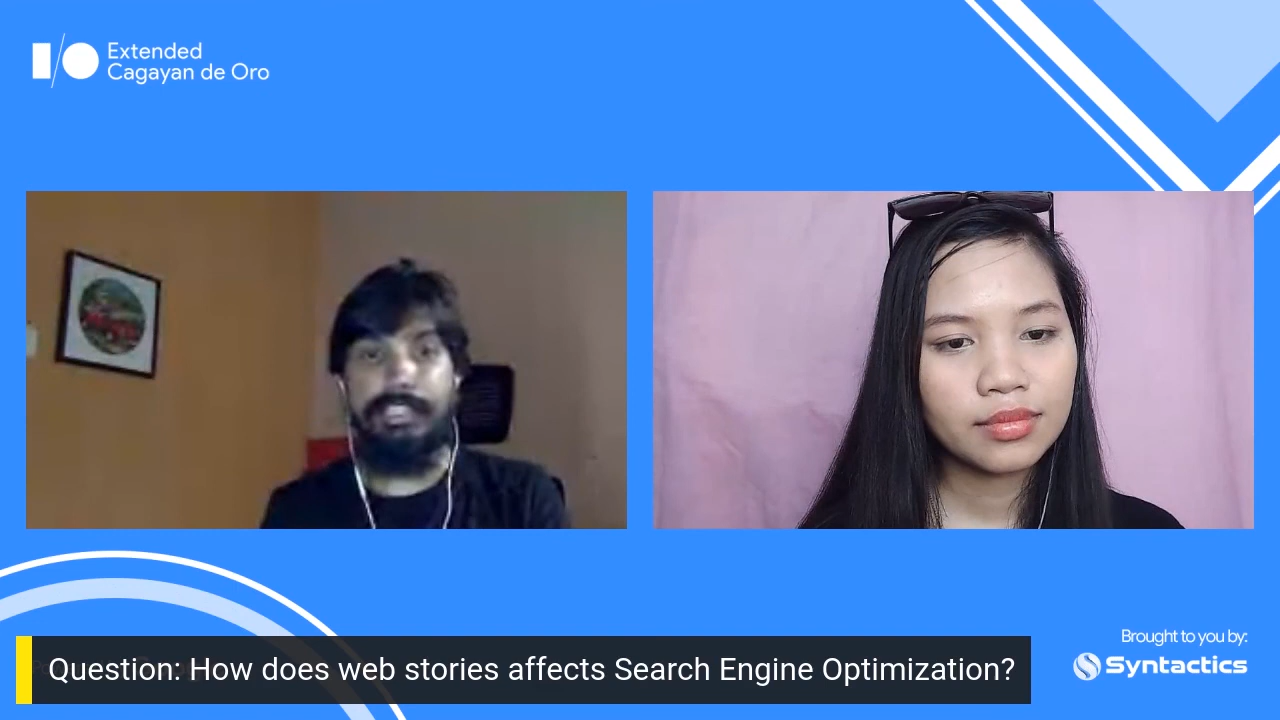 I/O Extended
Cagayan de Oro
Question: How does web stories affects Search Engine Optimization?
Brought to you by:
Syntactics